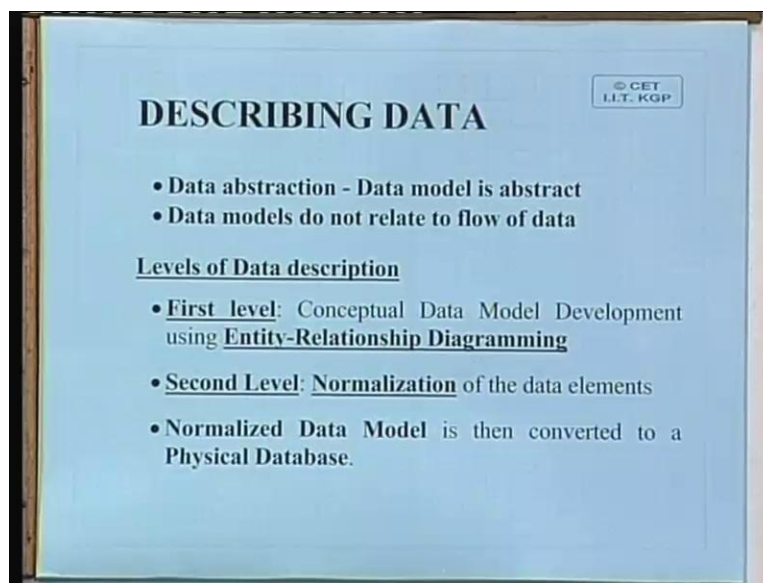 © CET
I.I.T. KGP
DESCRIBING DATA
• Data abstraction - Data model is abstract
• Data models do not relate to flow of data
Levels of Data description
• First level: Conceptual Data Model Development
using Entity-Relationship Diagramming
• Second Level: Normalization of the data elements
• Normalized Data Model is then converted to a
Physical Database.